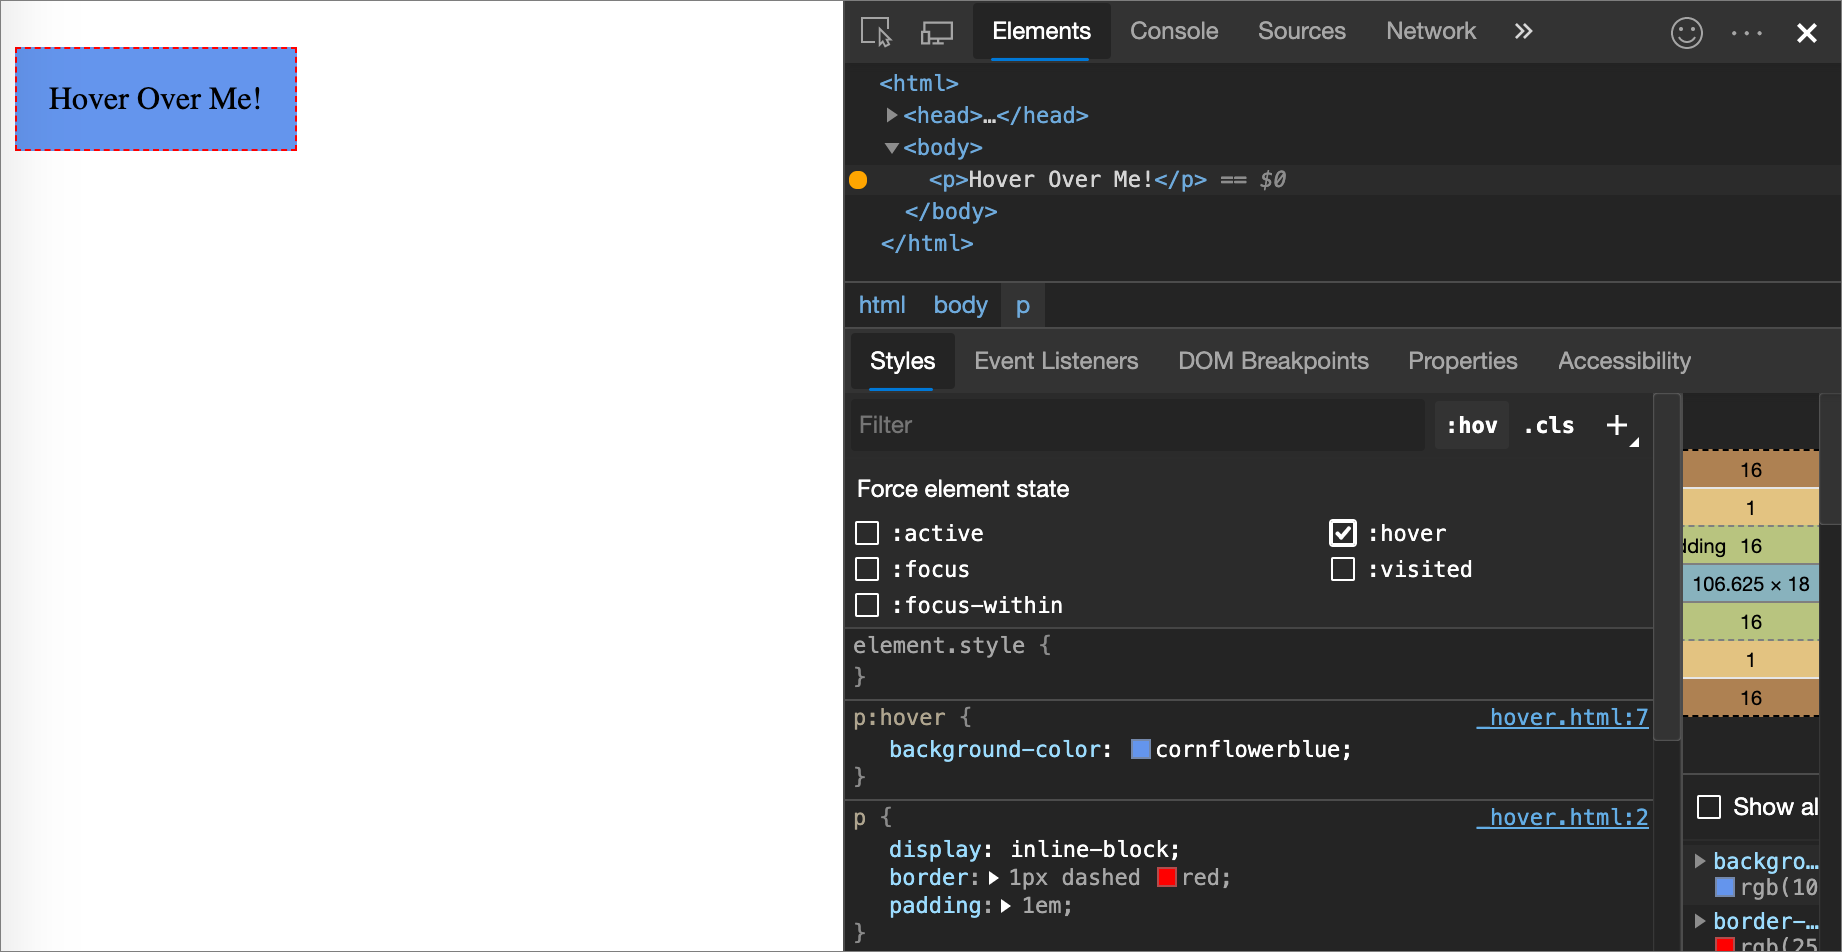 Hover Over Me!
Elements Console Sources Network »
<html>
<head>…</head>
<body>
<p>Hover Over Me!</p> == $0
</body>
</html>
html body p
Styles Event Listeners DOM Breakpoints Properties Accessibility
Filter :hov .cls +
Force element state
:active :hover
:focus :visited
:focus-within
element.style {
}
p:hover { _hover.html:7
background-color: cornflowerblue;
}
p { _hover.html:2
display: inline-block;
border: 1px dashed red;
padding: 1em;
}
16
1
dding 16
106.625 × 18
16
1
16
Show al
backgro…
rgb(10
border-…
rgb(25